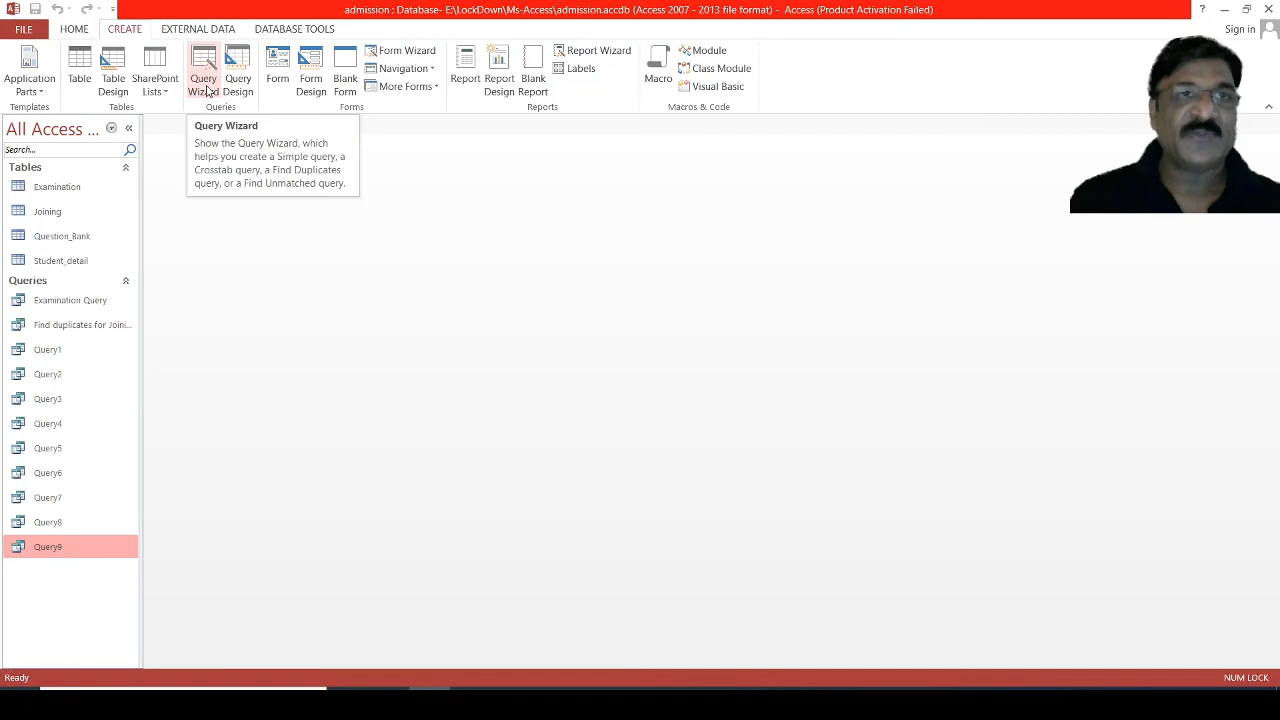 admission : Database- E:\LockDown\Ms-Access\admission.accdb (Access 2007 - 2013 file format) - Access (Product Activation Failed)
?
FILE HOME CREATE EXTERNAL DATA DATABASE TOOLS
Sign in
Application Parts
Table
Table Design
SharePoint Lists
Query Wizard
Query Design
Form
Form Design
Blank Form
Form Wizard
Navigation
More Forms
Report
Report Design
Blank Report
Report Wizard
Labels
Macro
Module
Class Module
Visual Basic
Templates Tables Queries Forms Reports Macros & Code
All Access ...
Search...
Tables
Examination
Joining
Question_Bank
Student_detail
Queries
Examination Query
Find duplicates for Joini...
Query1
Query2
Query3
Query4
Query5
Query6
Query7
Query8
Query9
Query Wizard
Show the Query Wizard, which
helps you create a Simple query, a
Crosstab query, a Find Duplicates
query, or a Find Unmatched query.
Ready
NUM LOCK